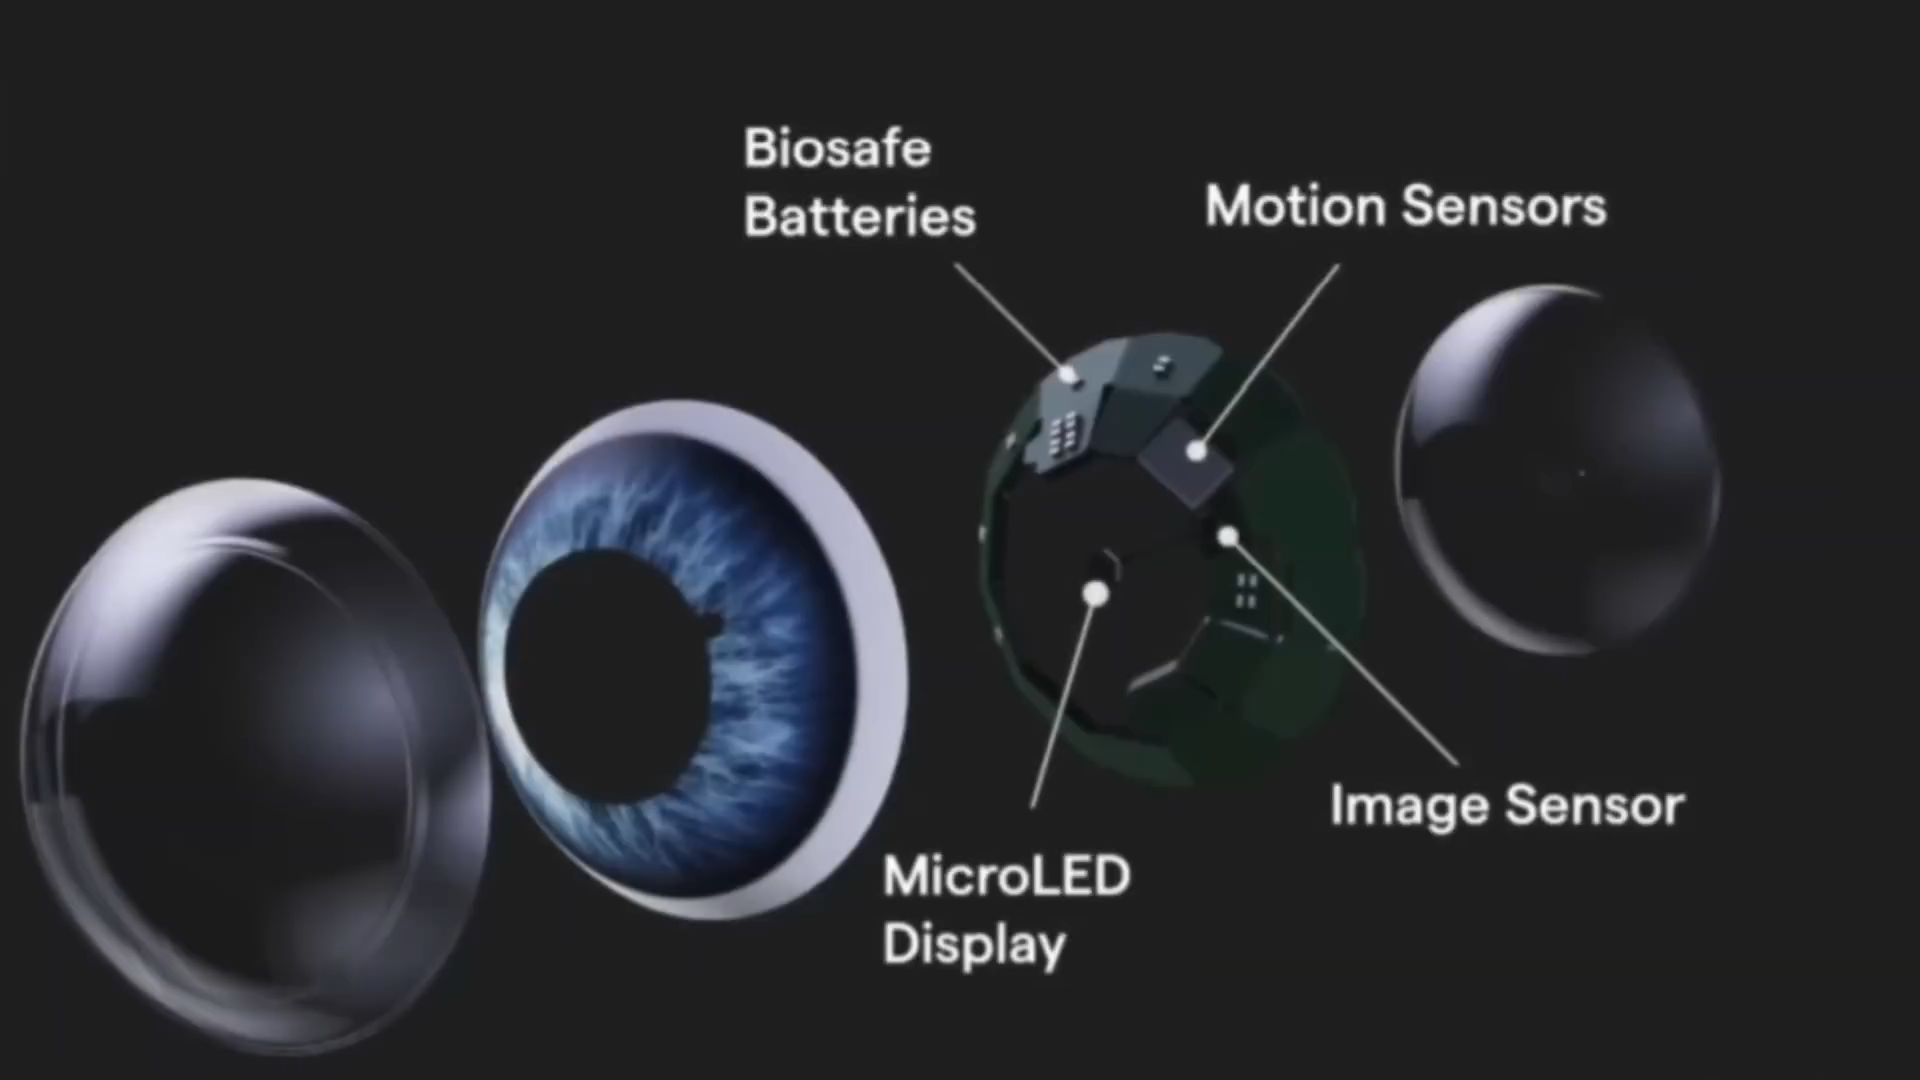 Biosafe
Batteries
Motion Sensors
Image Sensor
MicroLED
Display